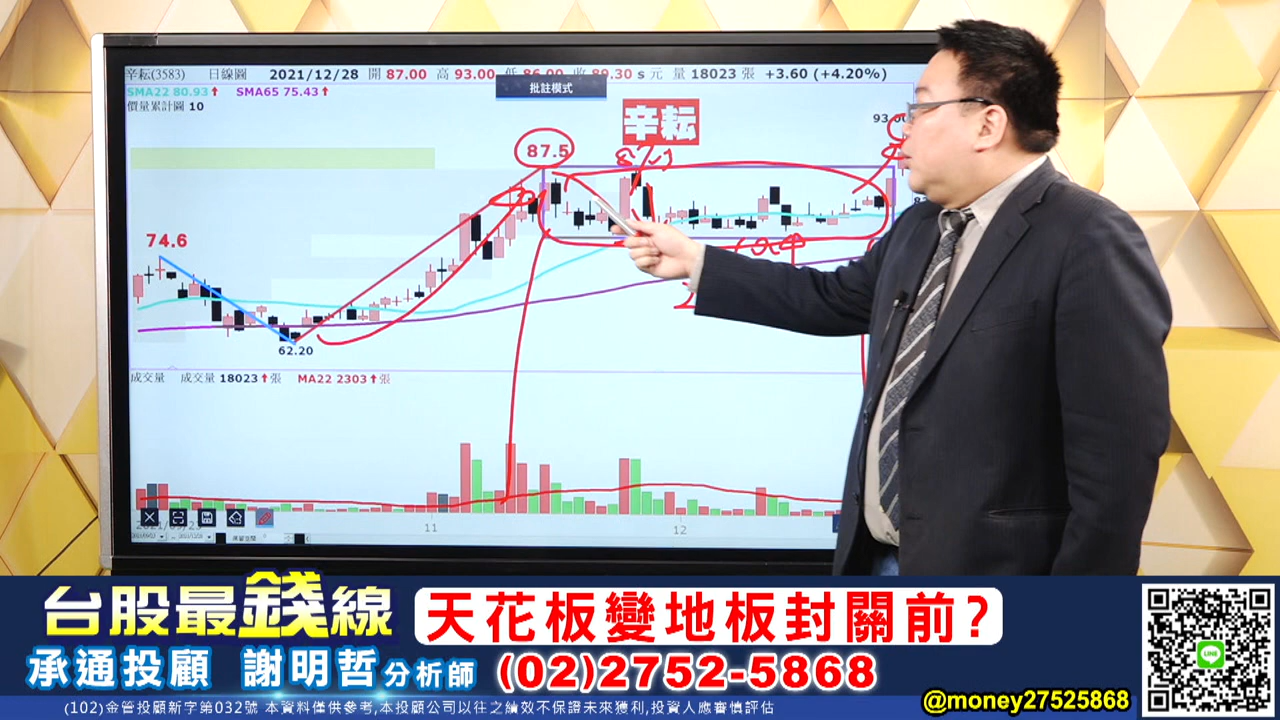 辛耘(3583) 日線圖 2021/12/28 開 87.00 高 93.00 低 86.00 收 89.30 s 元 量 18023 張 +3.60 (+4.20%)
SMA22 80.93↑ SMA65 75.43↑
批註模式
價量累計圖 10
辛耘
93.00
87.5
74.6
62.20
成交量 成交量 18023↑張 MA22 2303↑張
11
12
台股最錢線
天花板變地板封關前?
承通投顧 謝明哲分析師 (02)2752-5868
LINE
@money27525868
(102)金管投顧新字第032號 本資料僅供參考,本投顧公司以往之績效不保證未來獲利,投資人應審慎評估